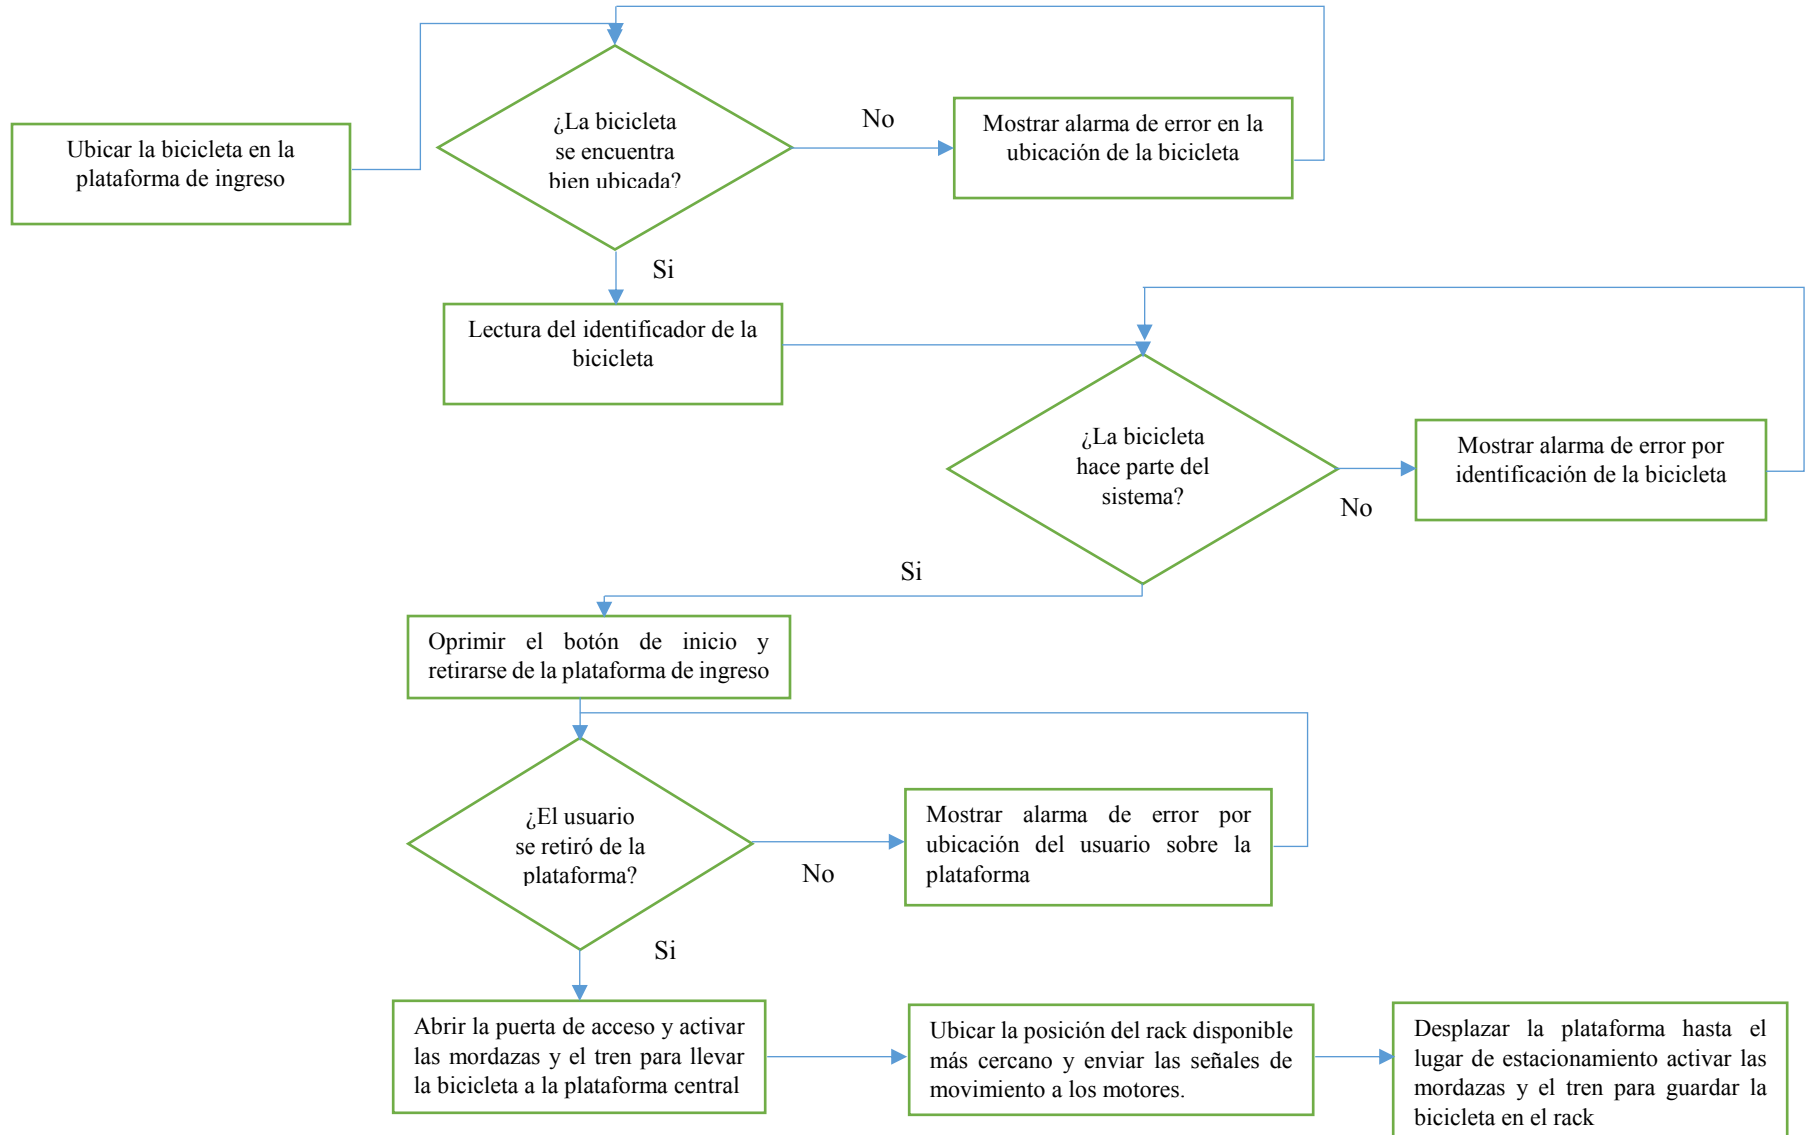 Ubicar la bicicleta en la
plataforma de ingreso
¿La bicicleta
se encuentra
bien ubicada?
No
Mostrar alarma de error en la
ubicación de la bicicleta
Si
Lectura del identificador de la
bicicleta
¿La bicicleta
hace parte del
sistema?
No
Mostrar alarma de error por
identificación de la bicicleta
Si
Oprimir el botón de inicio y
retirarse de la plataforma de ingreso
¿El usuario
se retiró de la
plataforma?
No
Mostrar alarma de error por
ubicación del usuario sobre la
plataforma
Si
Abrir la puerta de acceso y activar
las mordazas y el tren para llevar
la bicicleta a la plataforma central
Ubicar la posición del rack disponible
más cercano y enviar las señales de
movimiento a los motores.
Desplazar la plataforma hasta el
lugar de estacionamiento activar las
mordazas y el tren para guardar la
bicicleta en el rack